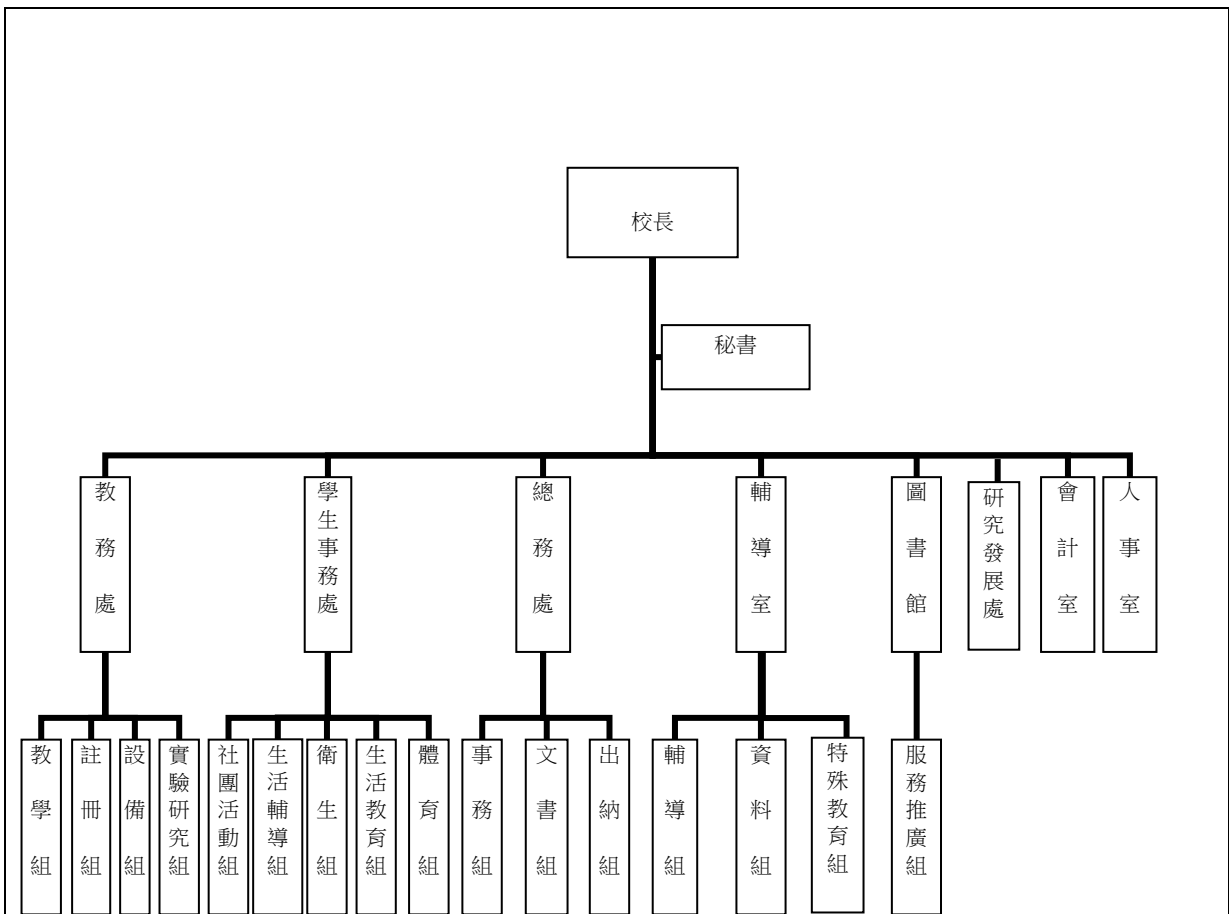 校長
秘書
教務處
學生事務處
總務處
輔導室
圖書館
研究發展處
會計室
人事室
教學組
註冊組
設備組
實驗研究組
社團活動組
生活輔導組
衛生組
生活教育組
體育組
事務組
文書組
出納組
輔導組
資料組
特殊教育組
服務推廣組